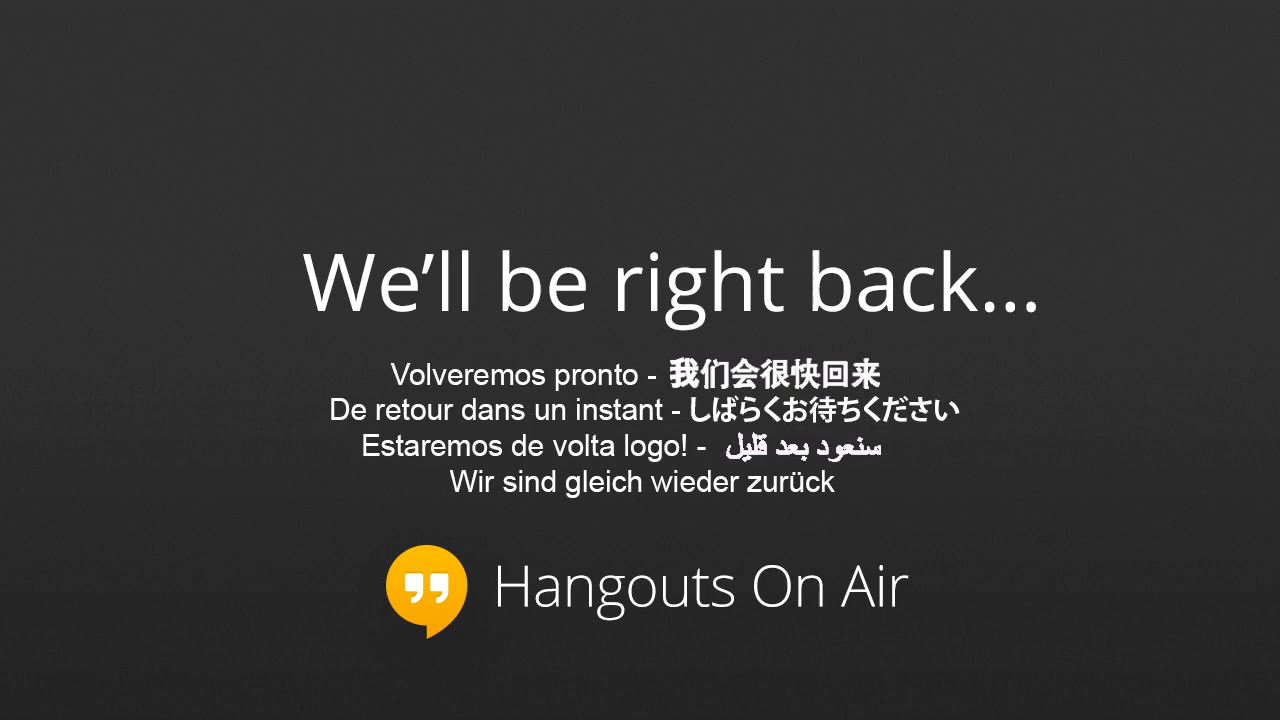 We’ll be right back...
Volveremos pronto - 我们会很快回来
De retour dans un instant - しばらくお待ちください
Estaremos de volta logo! - سنعود بعد قليل
Wir sind gleich wieder zurück
Hangouts On Air